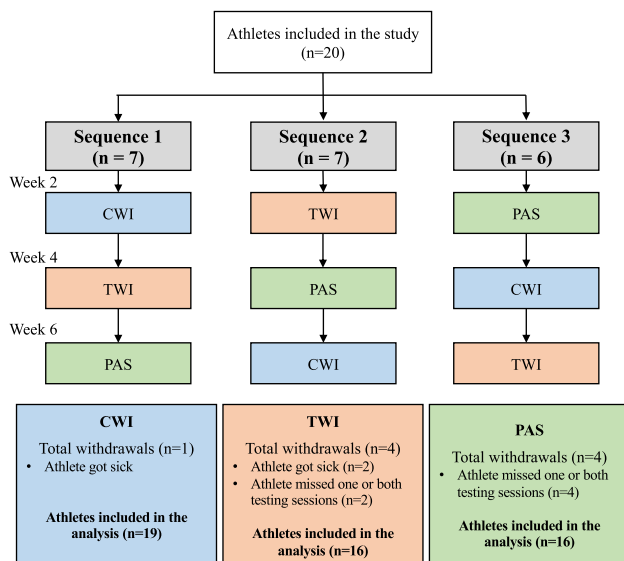 Athletes included in the study
(n=20)
Sequence 1
(n = 7)
Sequence 2
(n = 7)
Sequence 3
(n = 6)
Week 2
CWI
TWI
PAS
Week 4
TWI
PAS
CWI
Week 6
PAS
CWI
TWI
CWI
Total withdrawals (n=1)
• Athlete got sick
Athletes included in the
analysis (n=19)
TWI
Total withdrawals (n=4)
• Athlete got sick (n=2)
• Athlete missed one or both
testing sessions (n=2)
Athletes included in the
analysis (n=16)
PAS
Total withdrawals (n=4)
• Athlete missed one or both
testing sessions (n=4)
Athletes included in the
analysis (n=16)